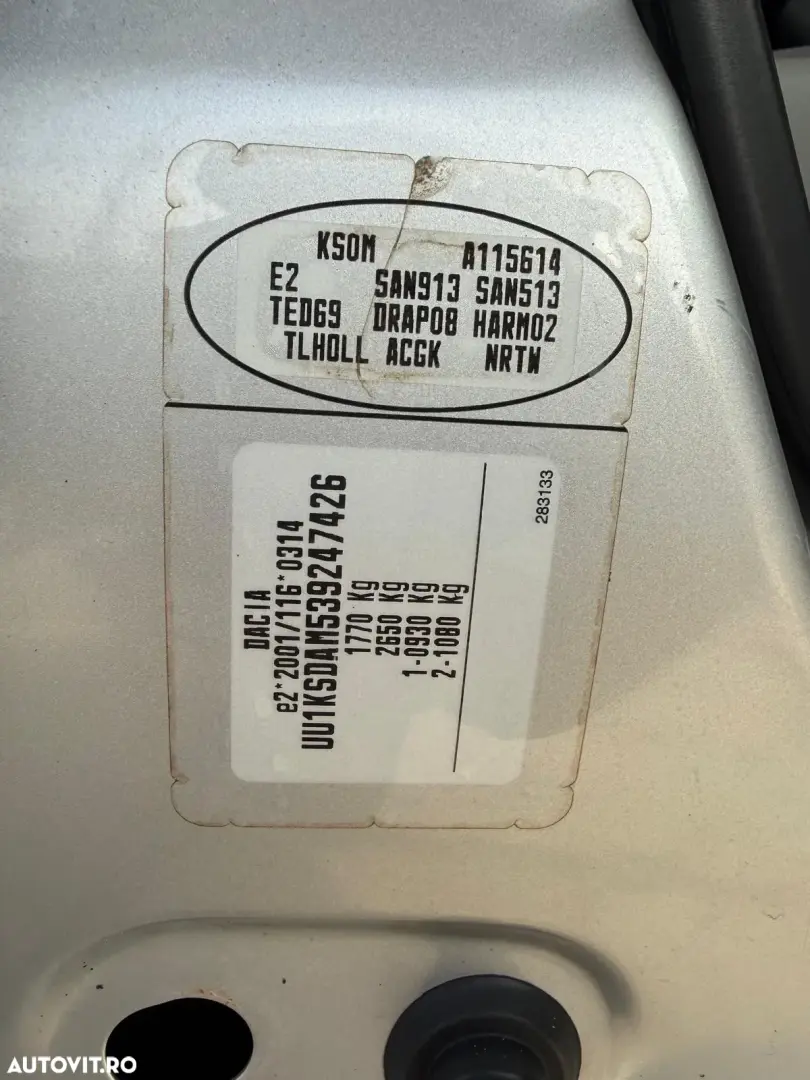 KSOM A115614
E2 SAN913 SAN513
TED69 DRAP08 HARM02
TLHOLL ACGK NRTW
DACIA
e2*2001/116*0314
UU1KSDAM539247426
1770 Kg
2650 Kg
1-0930 Kg
2-1080 Kg
283133
AUTOVIT.RO